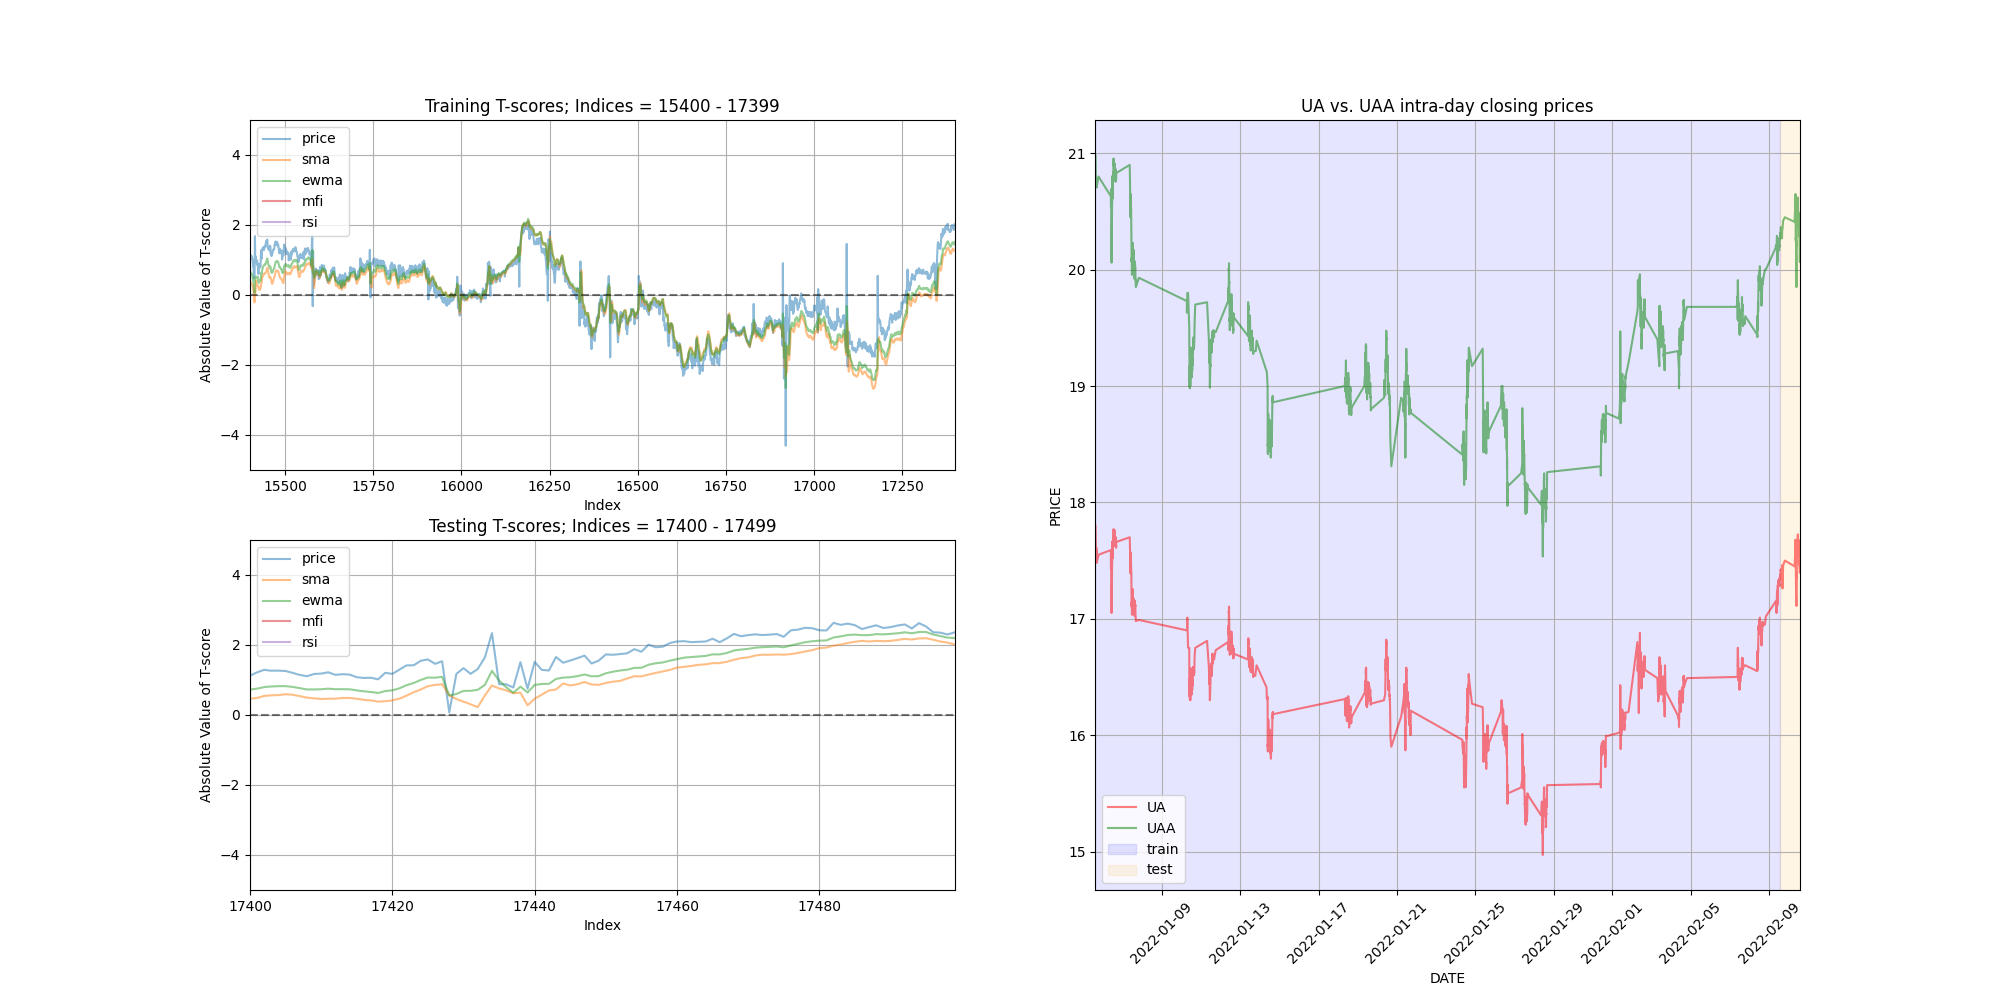 Training T-scores; Indices = 15400 - 17399
Absolute Value of T-score
4
2
0
−2
−4
price
sma
ewma
mfi
rsi
15500 15750 16000 16250 16500 16750 17000 17250
Index
Testing T-scores; Indices = 17400 - 17499
Absolute Value of T-score
4
2
0
−2
−4
price
sma
ewma
mfi
rsi
17400 17420 17440 17460 17480
Index
UA vs. UAA intra-day closing prices
PRICE
21
20
19
18
17
16
15
UA
UAA
train
test
2022-01-09 2022-01-13 2022-01-17 2022-01-21 2022-01-25 2022-01-29 2022-02-01 2022-02-05 2022-02-09
DATE